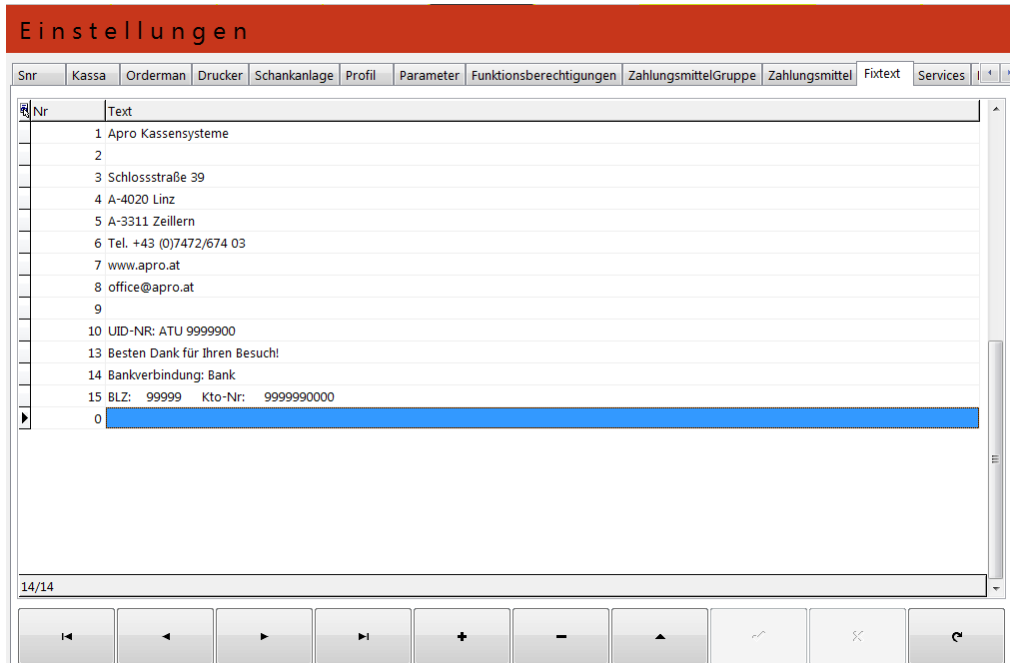 Einstellungen
Snr Kassa Orderman Drucker Schankanlage Profil Parameter Funktionsberechtigungen ZahlungsmittelGruppe Zahlungsmittel Fixtext Services
Nr Text
1 Apro Kassensysteme
2
3 Schlossstraße 39
4 A-4020 Linz
5 A-3311 Zeillern
6 Tel. +43 (0)7472/674 03
7 www.apro.at
8 office@apro.at
9
10 UID-NR: ATU 9999900
13 Besten Dank für Ihren Besuch!
14 Bankverbindung: Bank
15 BLZ: 99999 Kto-Nr: 9999990000
0
14/14